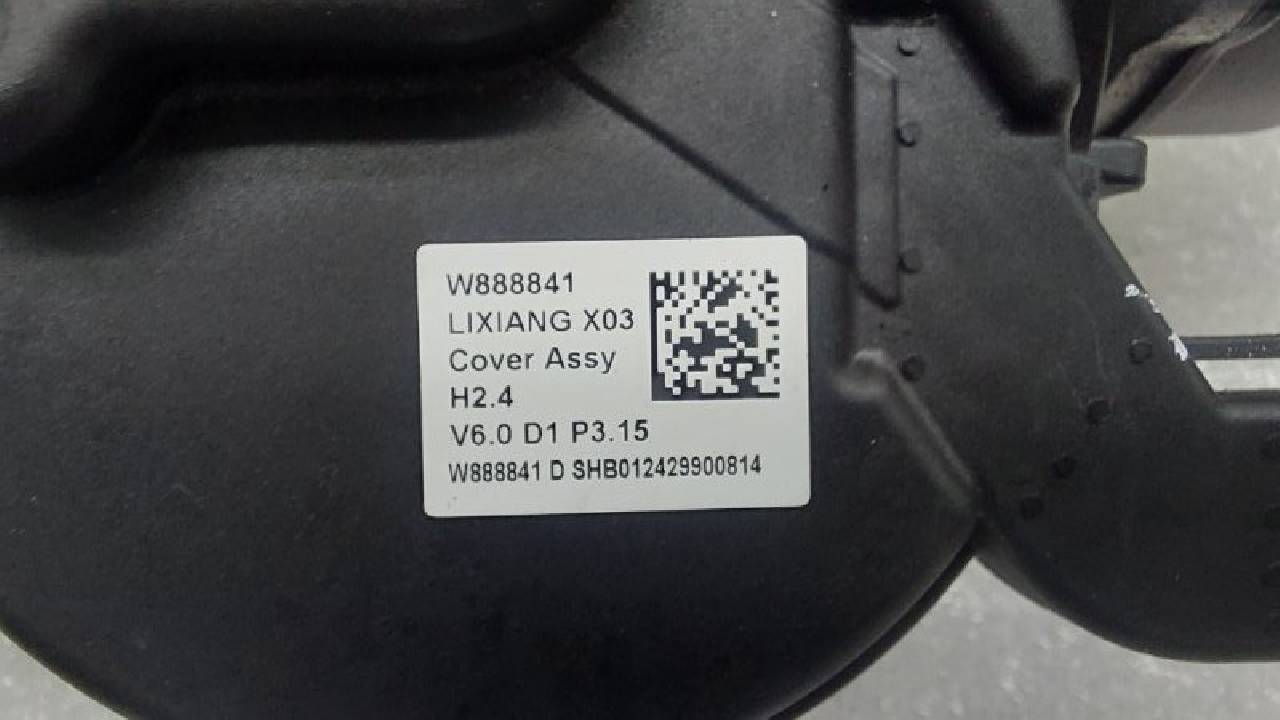 W888841
LIXIANG X03
Cover Assy
H2.4
V6.0 D1 P3.15
W888841 D SHB012429900814